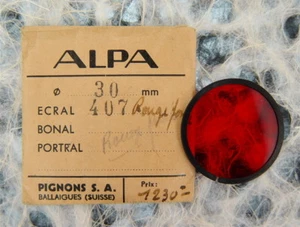 ALPA
ø 30 mm
ECRAL 407 Rouge
BONAL
PORTRAL
PIGNONS S. A.
BALLAIGUES (SUISSE)
Prix:
1230-